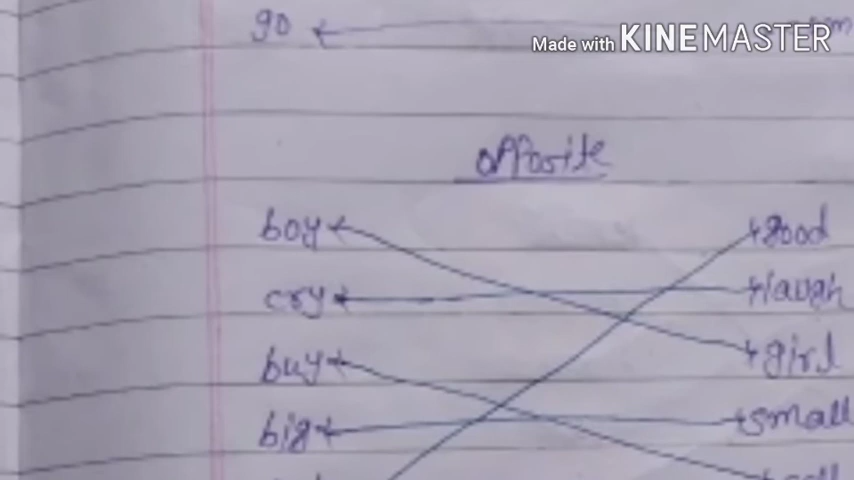 go
Made with KINEMASTER
opposite
boy good
cry laugh
buy girl
big small